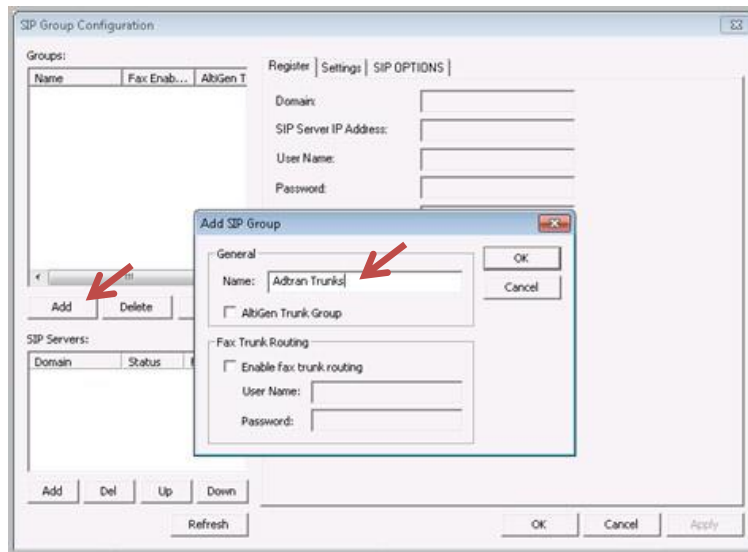 SIP Group Configuration
Groups:
Name Fax Enab... AltiGen T
Register Settings SIP OPTIONS
Domain:
SIP Server IP Address:
User Name:
Password:
Add SIP Group
General
Name: Adtran Trunks
AltiGen Trunk Group
OK
Cancel
Fax Trunk Routing
Enable fax trunk routing
User Name:
Password:
Add Delete
SIP Servers:
Domain Status
Add Del Up Down
Refresh
OK Cancel Apply